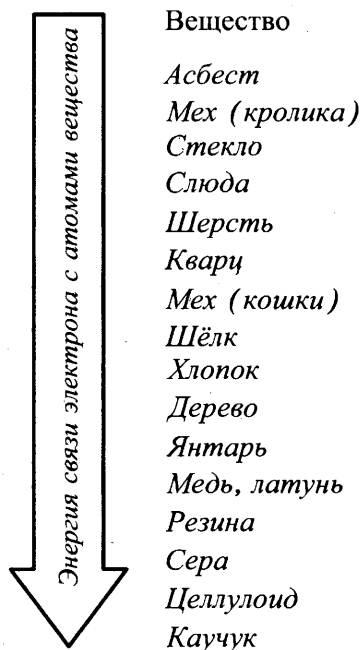 Энергия связи электрона с атомами вещества
Вещество
Асбест
Мех (кролика)
Стекло
Слюда
Шерсть
Кварц
Мех (кошки)
Шёлк
Хлопок
Дерево
Янтарь
Медь, латунь
Резина
Сера
Целлулоид
Каучук